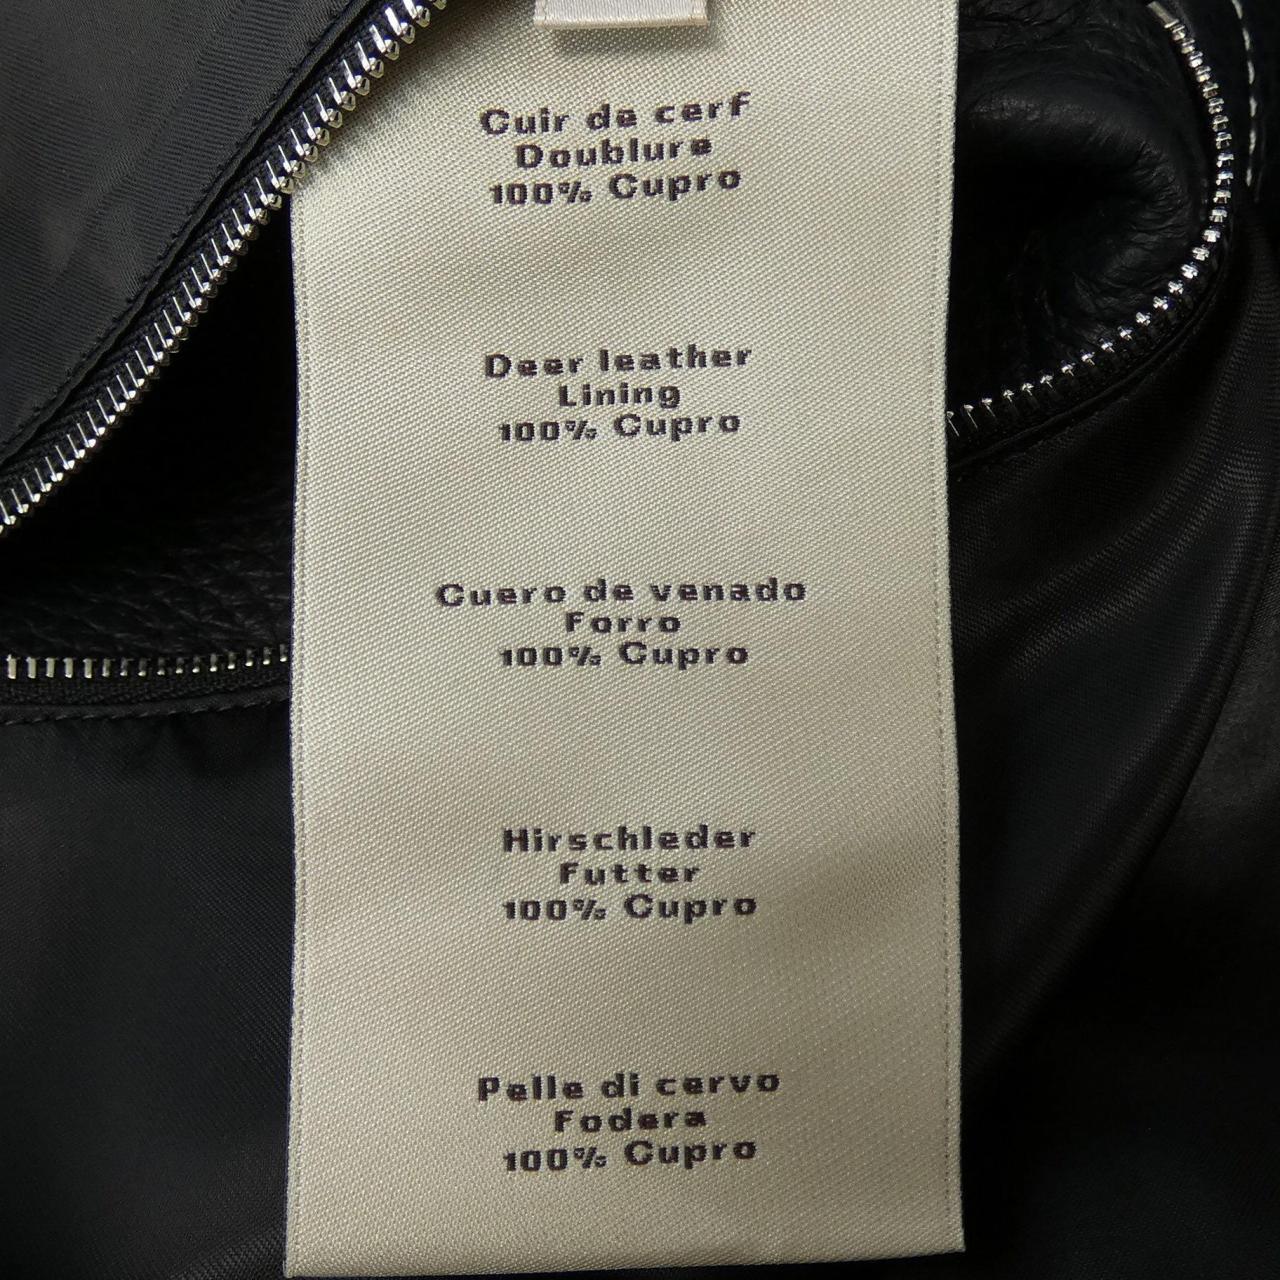 Cuir de cerf
Doublure
100% Cupro
Deer leather
Lining
100% Cupro
Cuero de venado
Forro
100% Cupro
Hirschleder
Futter
100% Cupro
Pelle di cervo
Fodera
100% Cupro